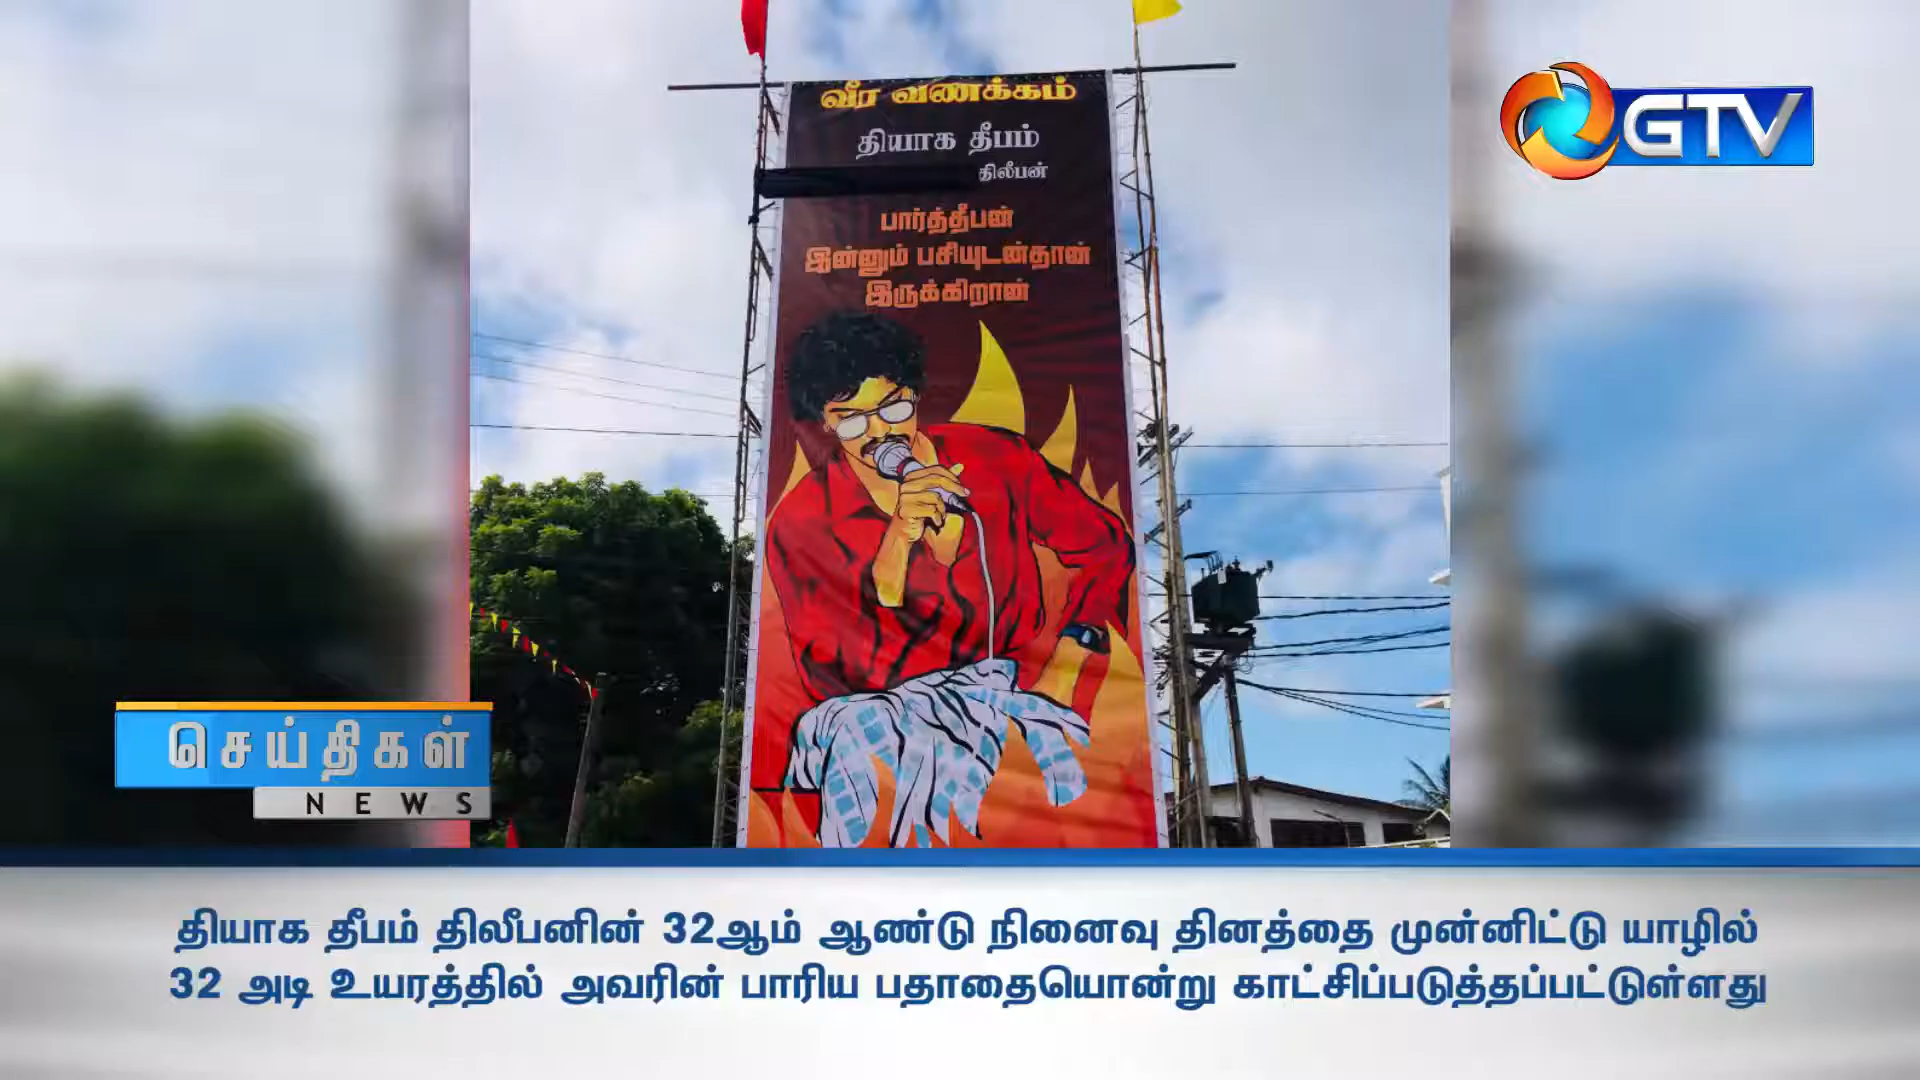 வீர வணக்கம்
தியாக தீபம்
திலீபன்
பார்த்தீபன்
இன்னும் பசியுடன்தான்
இருக்கிறான்
GTV
செய்திகள்
NEWS
தியாக தீபம் திலீபனின் 32ஆம் ஆண்டு நினைவு தினத்தை முன்னிட்டு யாழில்
32 அடி உயரத்தில் அவரின் பாரிய பதாதையொன்று காட்சிப்படுத்தப்பட்டுள்ளது